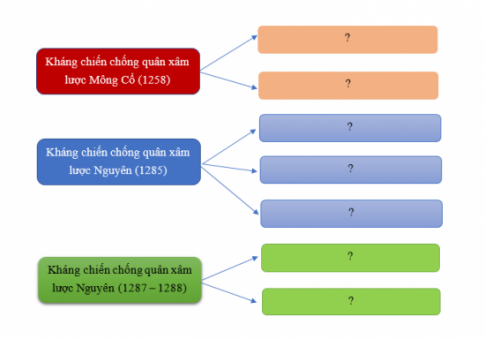 ?
Kháng chiến chống quân xâm
lược Mông Cổ (1258)
?
?
Kháng chiến chống quân xâm
lược Nguyên (1285)
?
?
?
Kháng chiến chống quân xâm
lược Nguyên (1287 – 1288)
?